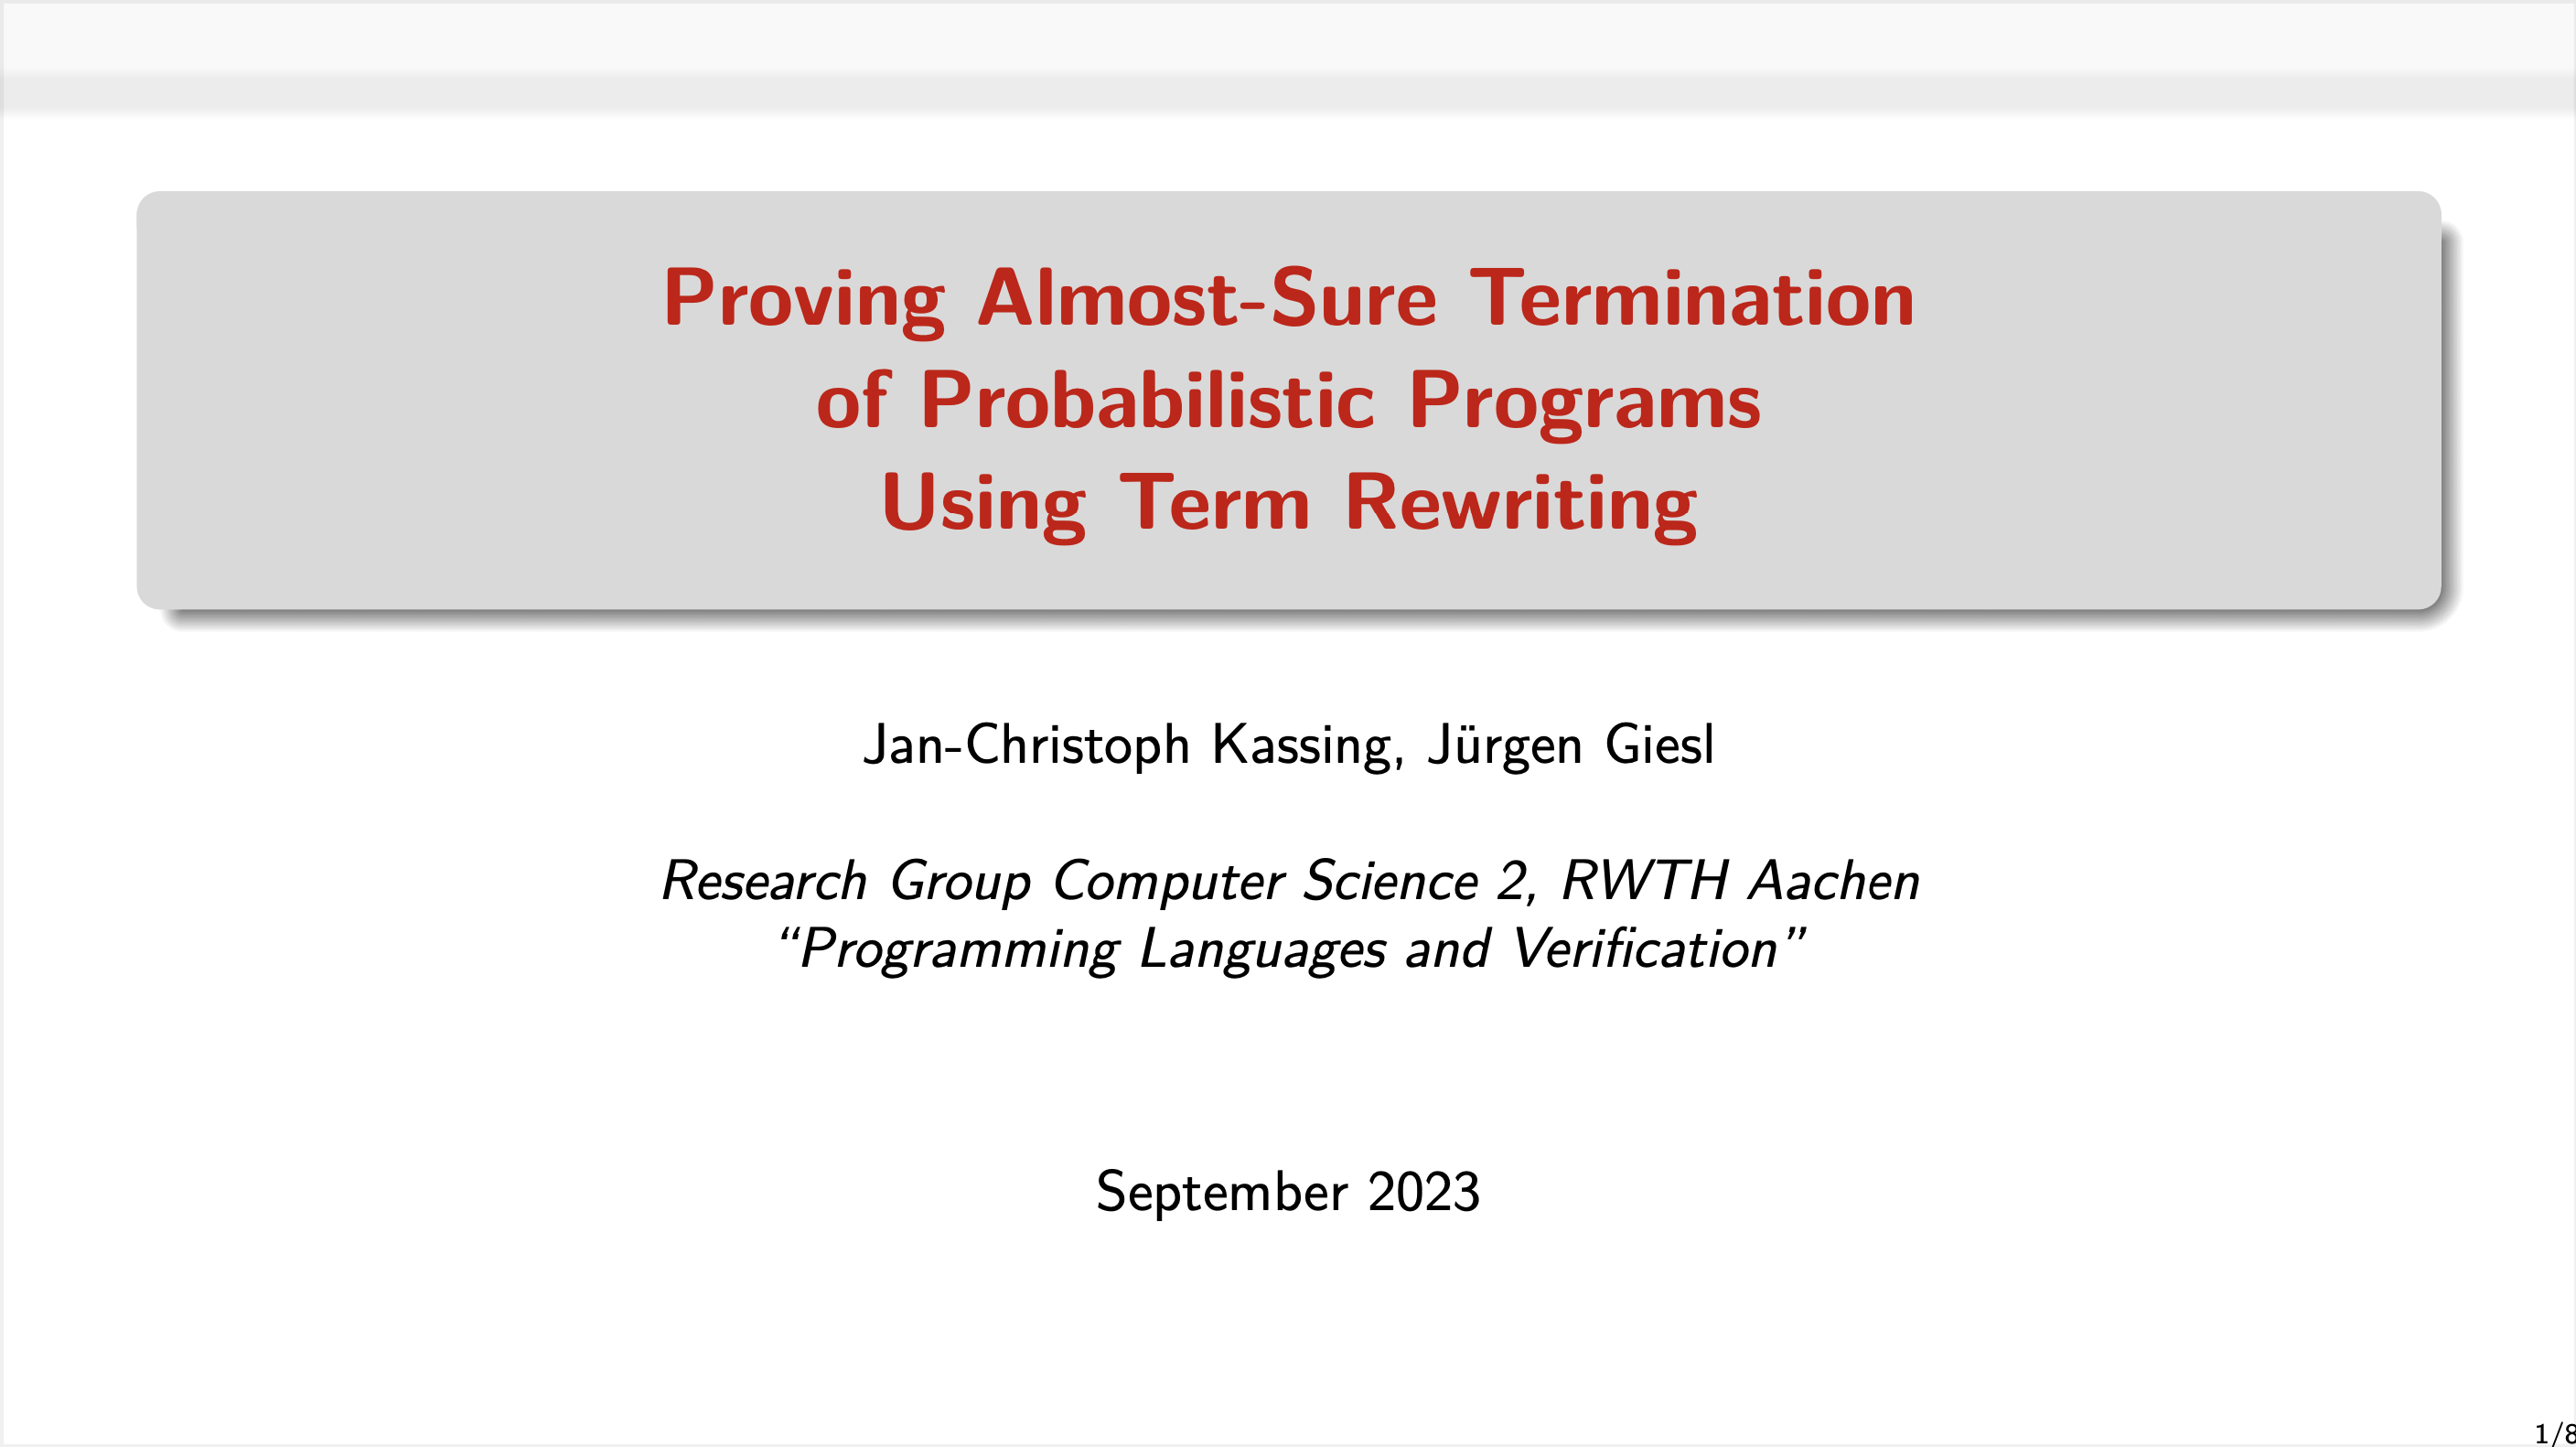 Proving Almost-Sure Termination
of Probabilistic Programs
Using Term Rewriting
Jan-Christoph Kassing, Jürgen Giesl
Research Group Computer Science 2, RWTH Aachen
“Programming Languages and Verification”
September 2023
1/8